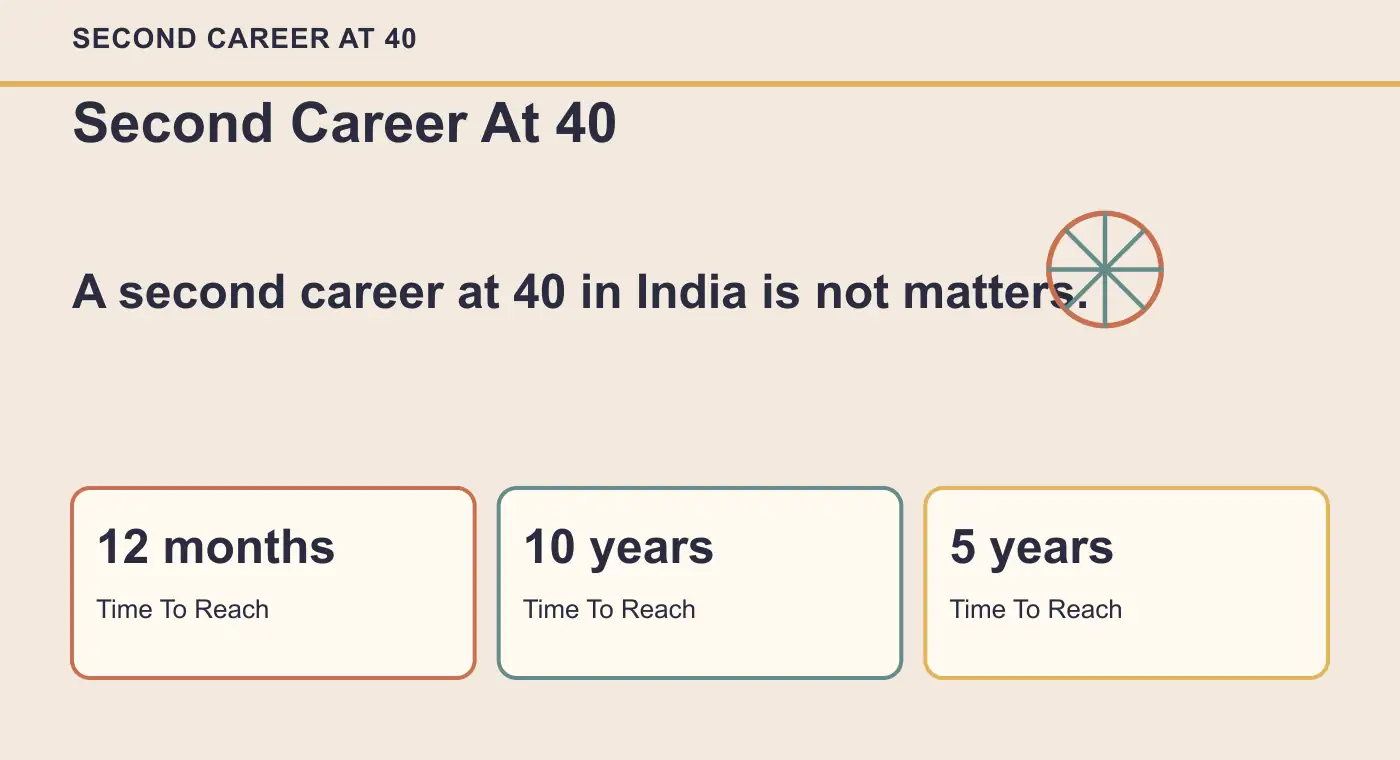 SECOND CAREER AT 40
Second Career At 40
A second career at 40 in India is not matters.
12 months
Time To Reach
10 years
Time To Reach
5 years
Time To Reach